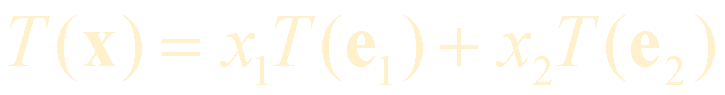 T(x) = x₁T(e₁) + x₂T(e₂)